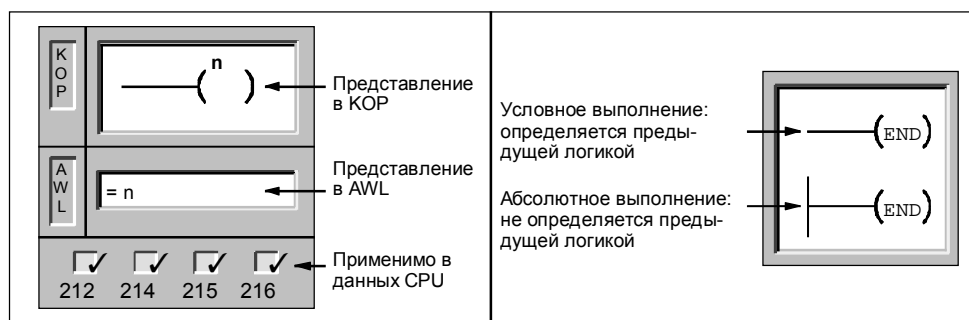 K
O
P
n
( )
Представление
в KOP
A
W
L
= n
Представление
в AWL
212 214 215 216
Применимо в
данных CPU
Условное выполнение:
определяется преды-
дущей логикой
(END)
Абсолютное выполнение:
не определяется преды-
дущей логикой
(END)